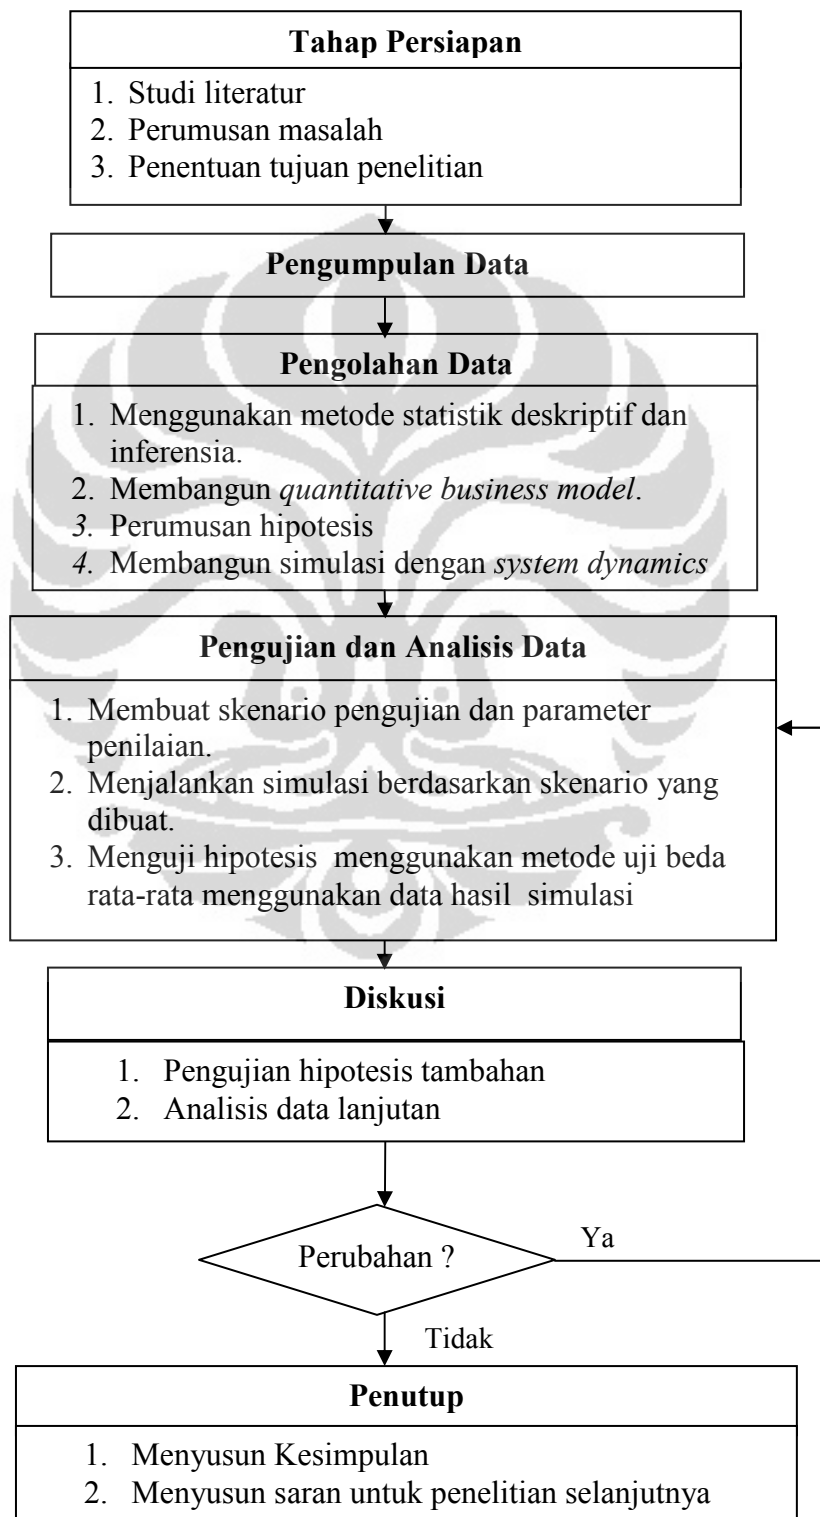 Tahap Persiapan
1. Studi literatur
2. Perumusan masalah
3. Penentuan tujuan penelitian
Pengumpulan Data
Pengolahan Data
1. Menggunakan metode statistik deskriptif dan
inferensia.
2. Membangun quantitative business model.
3. Perumusan hipotesis
4. Membangun simulasi dengan system dynamics
Pengujian dan Analisis Data
1. Membuat skenario pengujian dan parameter
penilaian.
2. Menjalankan simulasi berdasarkan skenario yang
dibuat.
3. Menguji hipotesis menggunakan metode uji beda
rata-rata menggunakan data hasil simulasi
Diskusi
1. Pengujian hipotesis tambahan
2. Analisis data lanjutan
Perubahan ?
Ya
Tidak
Penutup
1. Menyusun Kesimpulan
2. Menyusun saran untuk penelitian selanjutnya